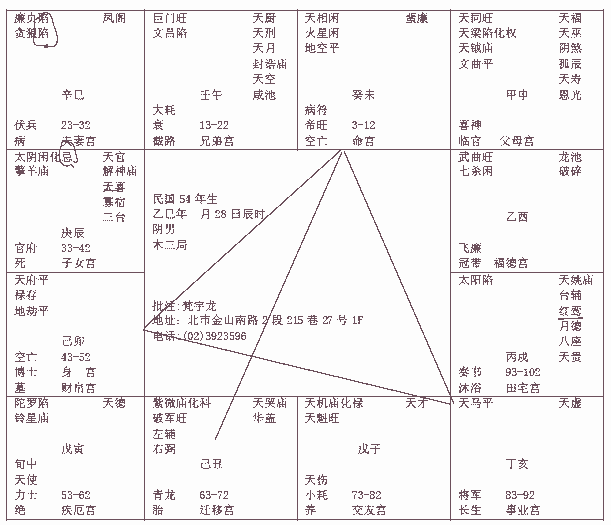 廉贞陷 凤阁
贪狼陷
辛巳
伏兵 23-32
病 夫妻宫
巨门旺 天厨
文昌陷 天刑
天月
封诰庙
天空
咸池
壬午
大耗
衰 13-22
截路 兄弟宫
天相闲 蜚廉
火星闲
地空平
癸未
病符
帝旺 3-12
空亡 命宫
天同旺 天福
天梁陷化权 天巫
天钺庙 阴煞
文曲平 孤辰
天寿
甲申 恩光
喜神
临官 父母宫
太阴闲化忌 天官
擎羊庙 解神庙
天喜
寡宿
三台
庚辰
官府 33-42
死 子女宫
民国 54 年生
乙巳年 月 28 日辰时
阴男
木三局
批注:梵宇龙
地址: 北市金山南路 2 段 215 巷 27 号 1F
电话:(02)3923596
武曲旺 龙池
七杀闲 破碎
乙酉
飞廉
冠带 福德宫
天府平
禄存
地劫平
己卯
空亡 43-52
博士 身 宫
墓 财帛宫
太阳陷 天姚庙
台辅
红鸾
月德
八座
丙戌 天贵
奏书 93-102
沐浴 田宅宫
陀罗陷 天德
铃星庙
戊寅
旬中
天使
力士 53-62
绝 疾厄宫
紫微庙化科 天哭庙
破军旺 华盖
左辅
右弼
己丑
青龙 63-72
胎 迁移宫
天机庙化禄 天才
天魁旺
戊子
天伤
小耗 73-82
养 交友宫
天马平 天虚
丁亥
将军 83-92
长生 事业宫